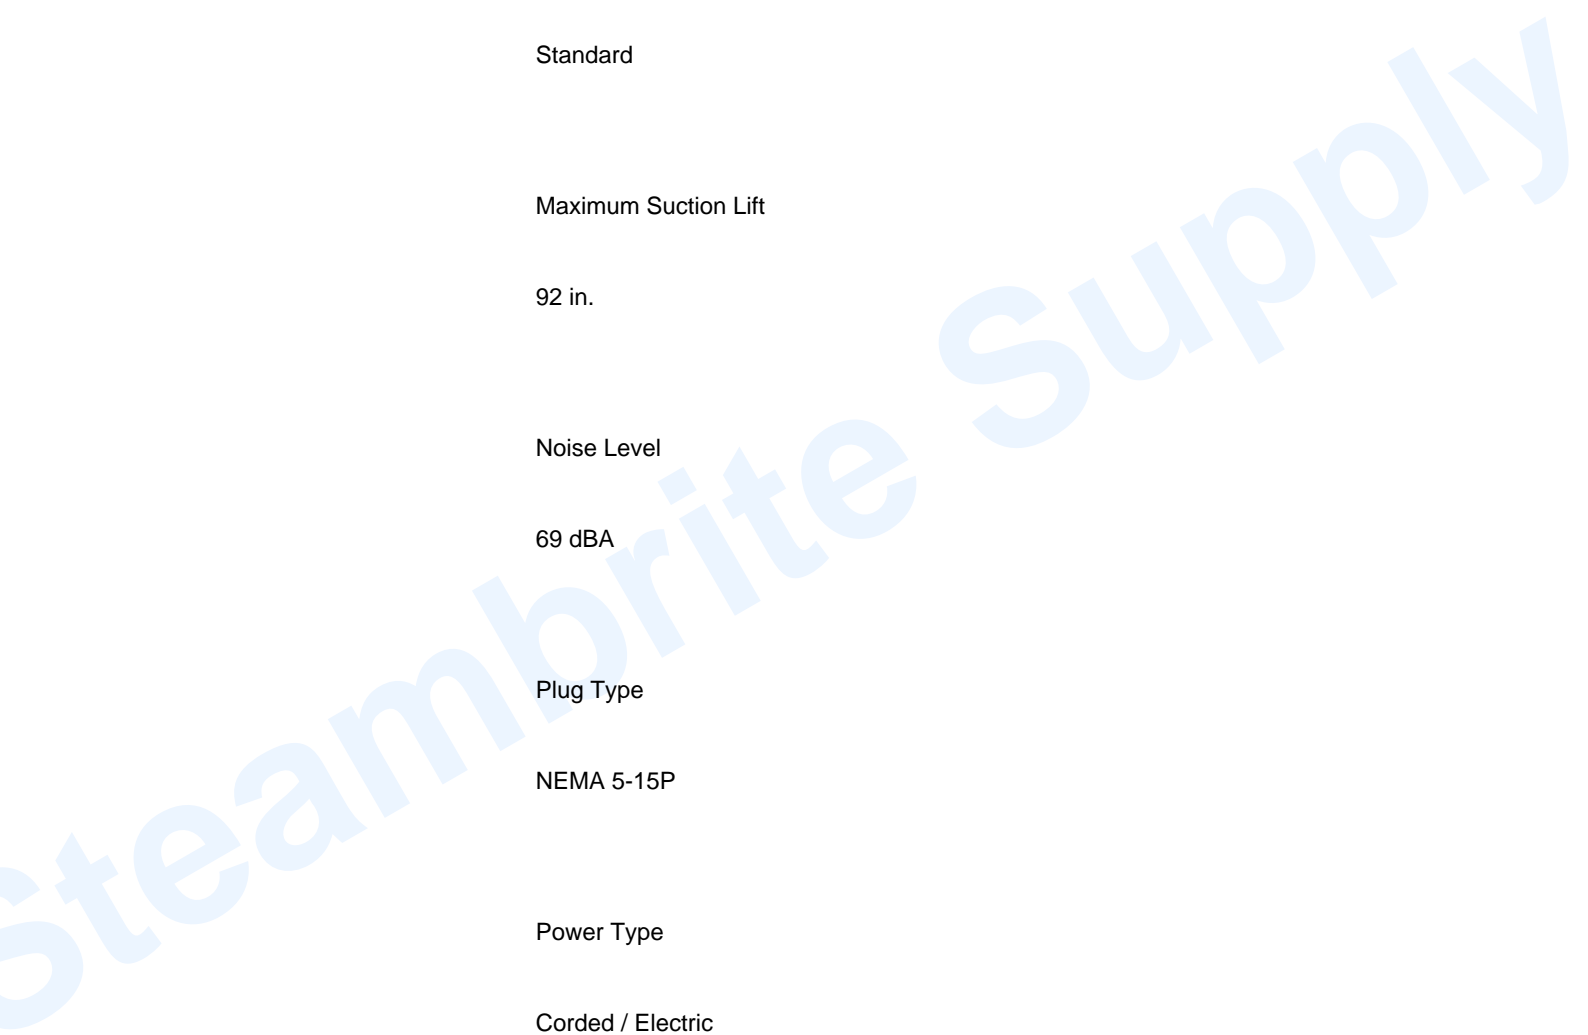 Standard
Maximum Suction Lift
92 in.
Noise Level
69 dBA
Plug Type
NEMA 5-15P
Power Type
Corded / Electric
Steambrite Supply